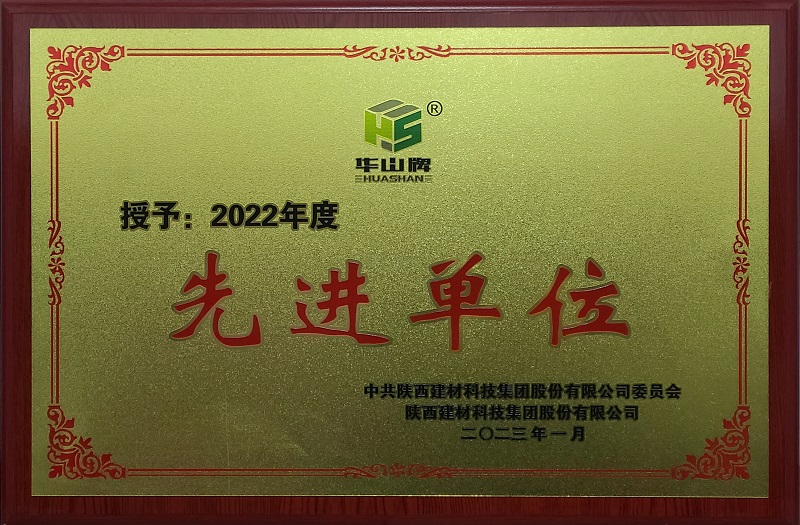 HS®
华山牌
HUASHAN
授予：2022年度
先进单位
中共陕西建材科技集团股份有限公司委员会
陕西建材科技集团股份有限公司
二〇二三年一月